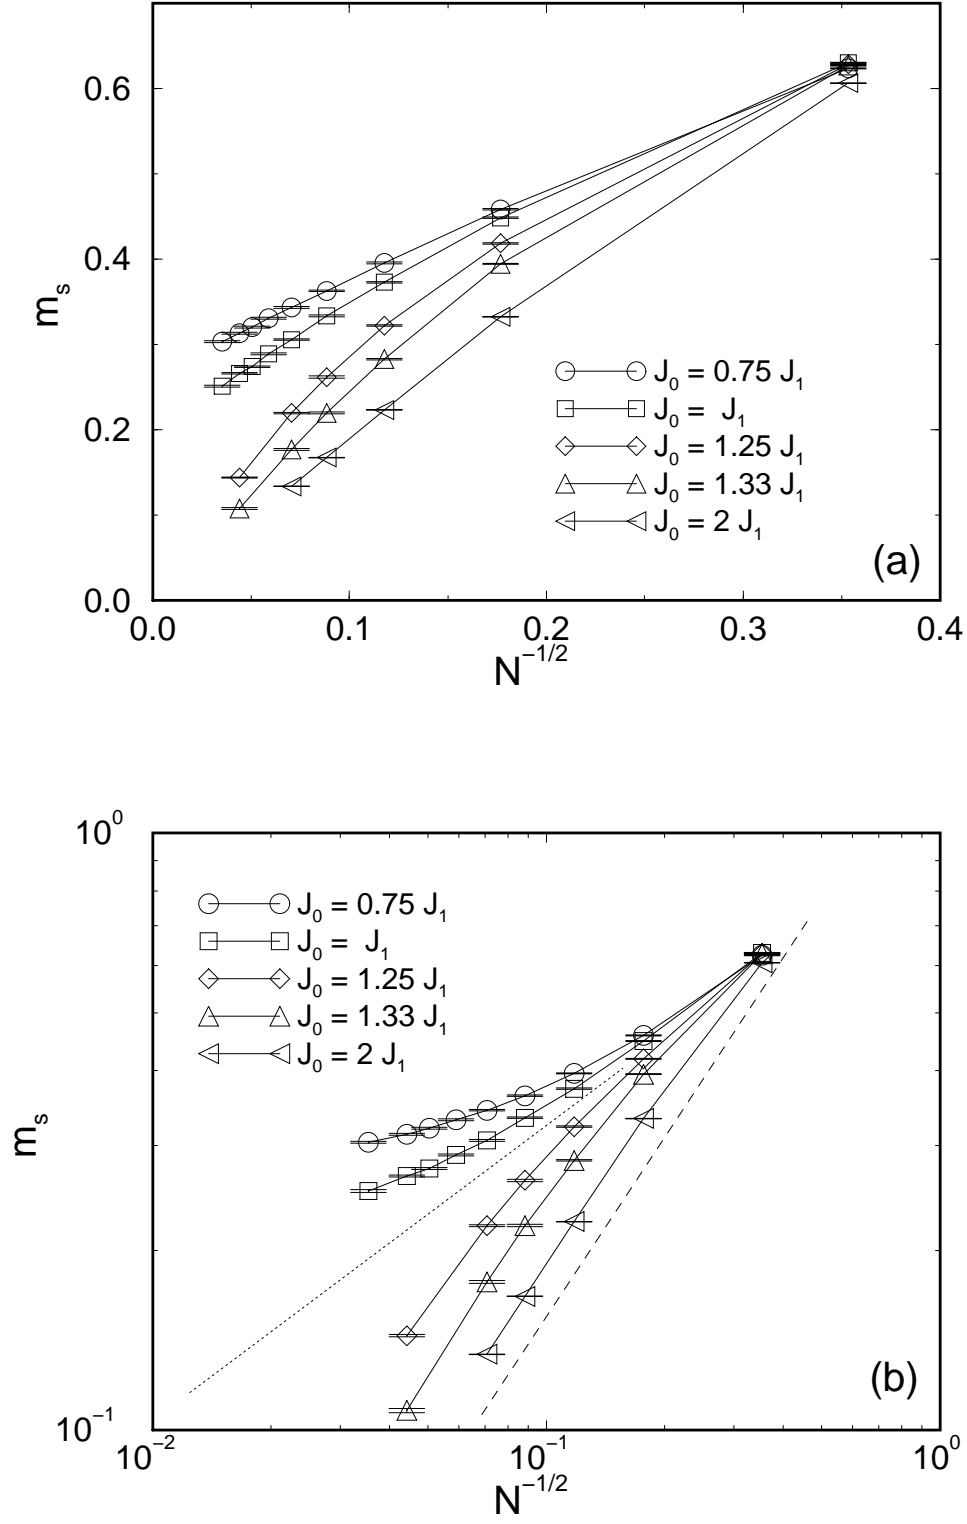 0.6
0.4
0.2
0.0
m_s
J_0 = 0.75 J_1
J_0 = J_1
J_0 = 1.25 J_1
J_0 = 1.33 J_1
J_0 = 2 J_1
(a)
0.0 0.1 0.2 0.3 0.4
N^{-1/2}
10^0
J_0 = 0.75 J_1
J_0 = J_1
J_0 = 1.25 J_1
J_0 = 1.33 J_1
J_0 = 2 J_1
m_s
(b)
10^{-1}
10^{-2} 10^{-1} 10^0
N^{-1/2}